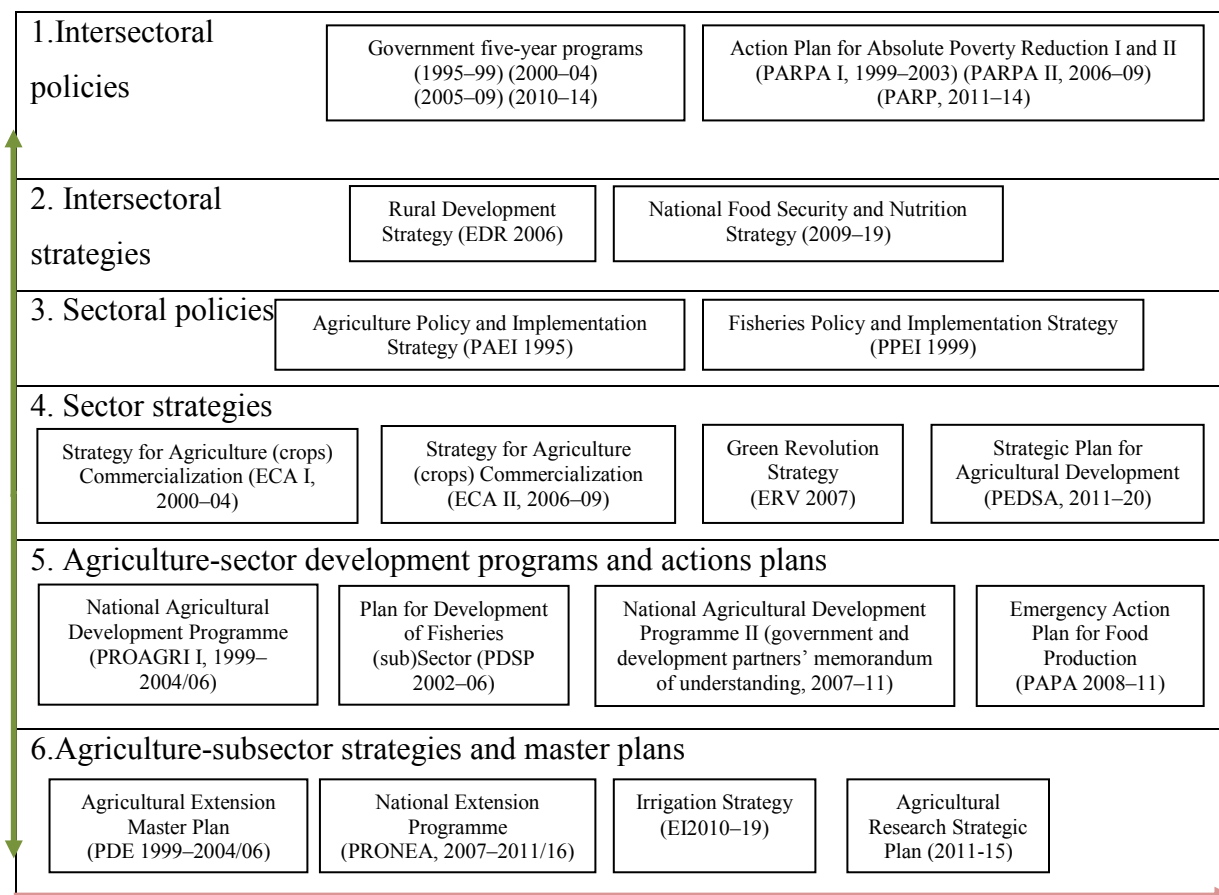 1.Intersectoral
policies
Government five-year programs
(1995–99) (2000–04)
(2005–09) (2010–14)
Action Plan for Absolute Poverty Reduction I and II
(PARPA I, 1999–2003) (PARPA II, 2006–09)
(PARP, 2011–14)
2. Intersectoral
strategies
Rural Development
Strategy (EDR 2006)
National Food Security and Nutrition
Strategy (2009–19)
3. Sectoral policies
Agriculture Policy and Implementation
Strategy (PAEI 1995)
Fisheries Policy and Implementation Strategy
(PPEI 1999)
4. Sector strategies
Strategy for Agriculture (crops)
Commercialization (ECA I,
2000–04)
Strategy for Agriculture
(crops) Commercialization
(ECA II, 2006–09)
Green Revolution
Strategy
(ERV 2007)
Strategic Plan for
Agricultural Development
(PEDSA, 2011–20)
5. Agriculture-sector development programs and actions plans
National Agricultural
Development Programme
(PROAGRI I, 1999–
2004/06)
Plan for Development
of Fisheries
(sub)Sector (PDSP
2002–06)
National Agricultural Development
Programme II (government and
development partners’ memorandum
of understanding, 2007–11)
Emergency Action
Plan for Food
Production
(PAPA 2008–11)
6.Agriculture-subsector strategies and master plans
Agricultural Extension
Master Plan
(PDE 1999–2004/06)
National Extension
Programme
(PRONEA, 2007–2011/16)
Irrigation Strategy
(EI2010–19)
Agricultural
Research Strategic
Plan (2011-15)